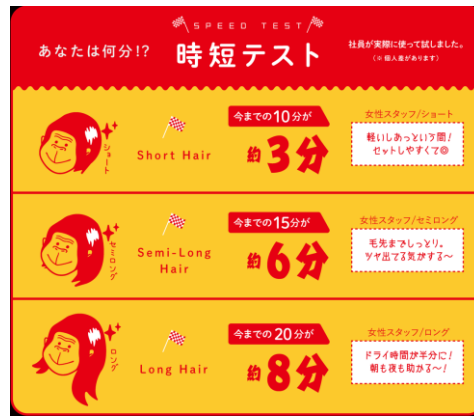 SPEED TEST
あなたは何分!?
時短テスト
社員が実際に使って試しました。
(※個人差があります)
ショート
Short Hair
今までの10分が
約3分
女性スタッフ/ショート
軽いしあっという間!
セットしやすくて◎
セミロング
Semi-Long
Hair
今までの15分が
約6分
女性スタッフ/セミロング
毛先までしっとり。
ツヤ出てる気がする〜
ロング
Long Hair
今までの20分が
約8分
女性スタッフ/ロング
ドライ時間が半分に!
朝も夜も助かる〜!